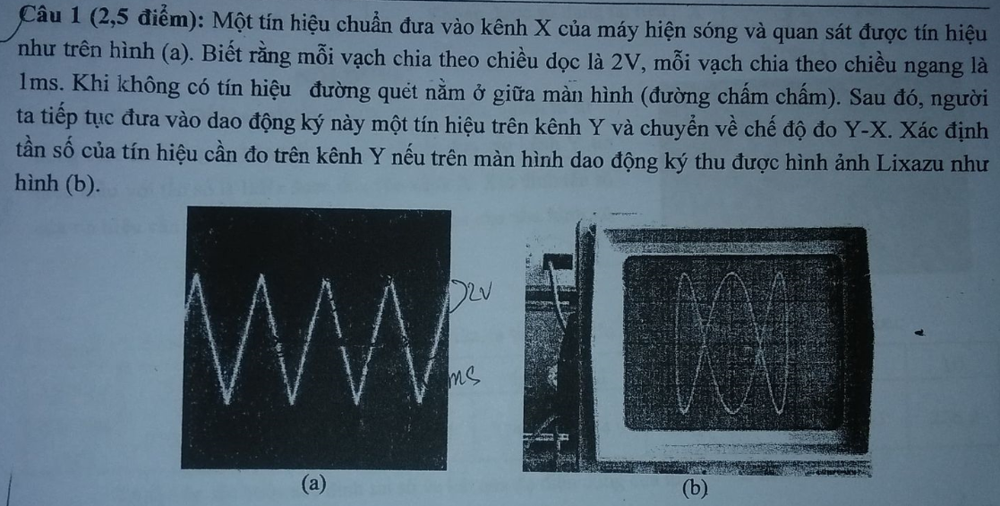 Câu 1 (2,5 điểm): Một tín hiệu chuẩn đưa vào kênh X của máy hiện sóng và quan sát được tín hiệu
như trên hình (a). Biết rằng mỗi vạch chia theo chiều dọc là 2V, mỗi vạch chia theo chiều ngang là
1ms. Khi không có tín hiệu đường quét nằm ở giữa màn hình (đường chấm chấm). Sau đó, người
ta tiếp tục đưa vào dao động ký này một tín hiệu trên kênh Y và chuyển về chế độ đo Y-X. Xác định
tần số của tín hiệu cần đo trên kênh Y nếu trên màn hình dao động ký thu được hình ảnh Lixazu như
hình (b).
2V
ms
(a)
(b)